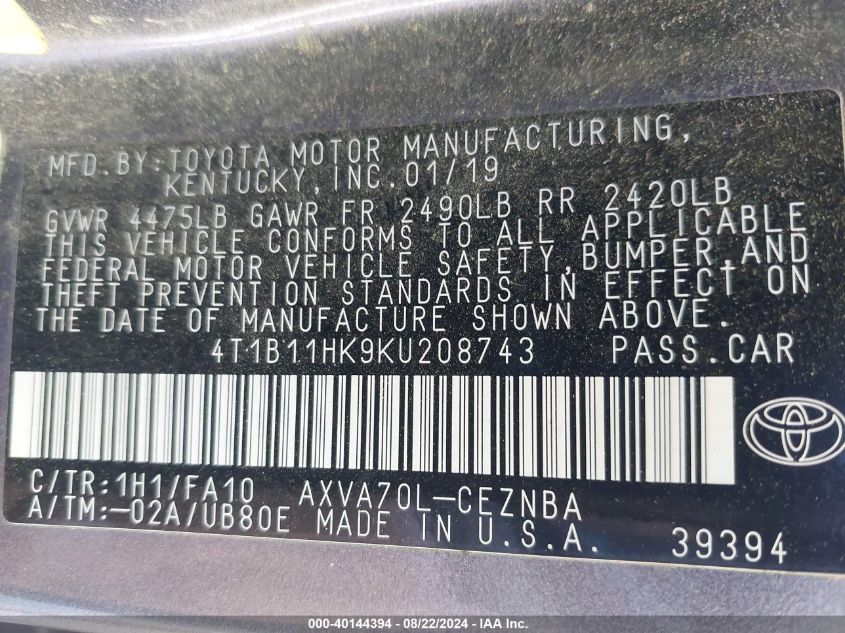 MFD.BY:TOYOTA MOTOR MANUFACTURING,
KENTUCKY,INC.01/19
GVWR 4475LB GAWR FR 2490LB RR 2420LB
THIS VEHICLE CONFORMS TO ALL APPLICABLE
FEDERAL MOTOR VEHICLE SAFETY,BUMPER,AND
THEFT PREVENTION STANDARDS IN EFFECT ON
THE DATE OF MANUFACTURE SHOWN ABOVE.
4T1B11HK9KU208743 PASS.CAR
C/TR:1H1/FA10 AXVA70L-CEZNBA
A/TM:-02A/UB80E MADE IN U.S.A. 39394
000-40144394 - 08/22/2024 - IAA Inc.